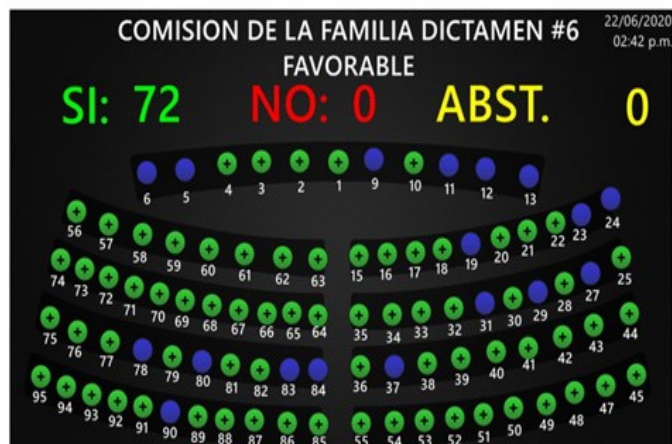 COMISION DE LA FAMILIA DICTAMEN #6
22/06/2020
02:42 p.m.
FAVORABLE
SI: 72 NO: 0 ABST. 0
6 5 4 3 2 1 9 10 11 12 13
56 57 58 59 60 61 62 63 15 16 17 18 19 20 21 22 23 24
74 73 72 71 70 69 68 67 66 65 64 35 34 33 32 31 30 29 28 27 25
75 76 77 78 79 80 81 82 83 84 36 37 38 39 40 41 42 43 44
95 94 93 92 91 90 89 88 87 86 85 55 54 53 52 51 50 49 48 47 45